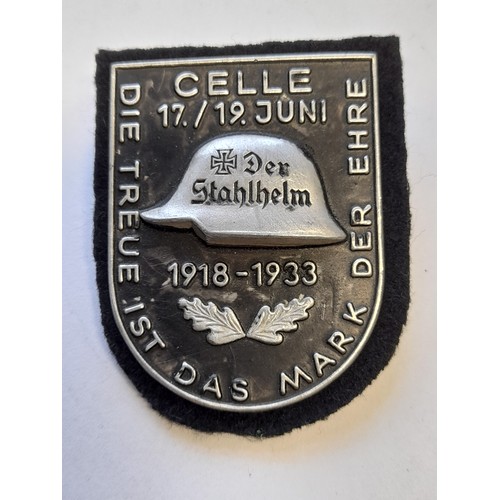 CELLE
17./19. JUNI
Der
Stahlhelm
1918-1933
DIE TREUE IST DAS MARK DER EHRE